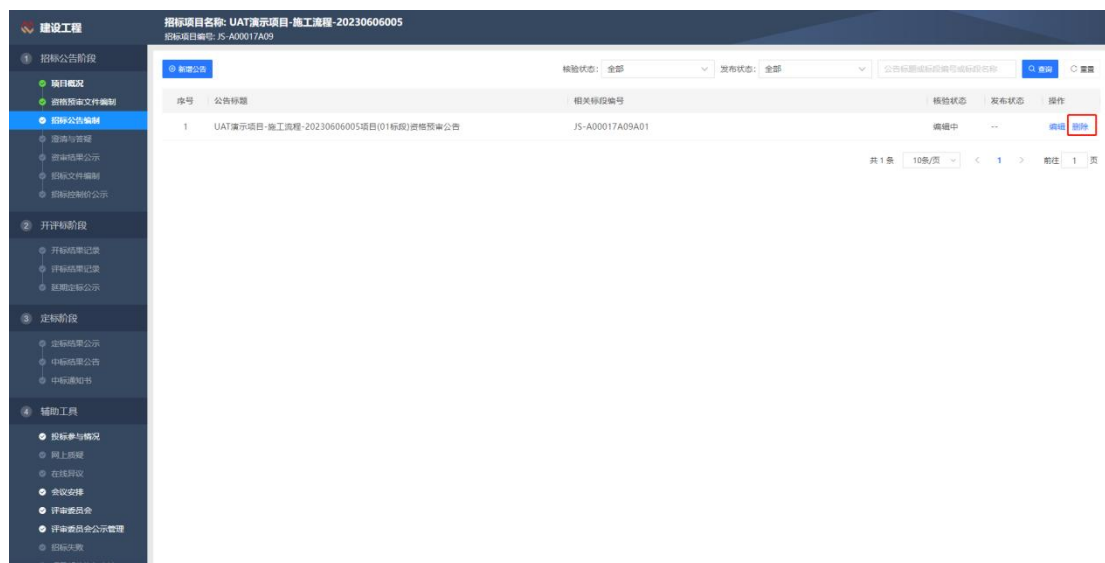 建设工程
招标项目名称: UAT演示项目-施工流程-20230606005
招标项目编号: JS-A00017A09
1 招标公告阶段
项目概况
资格预审文件编制
招标公告编制
澄清与答疑
资审结果公示
招标文件编制
招标控制价公示
2 开评标阶段
开标结果记录
评标结果记录
延期定标公示
3 定标阶段
定标结果公示
中标结果公告
中标通知书
4 辅助工具
投标参与情况
网上质疑
在线异议
会议安排
评审委员会
评审委员会公示管理
招标失败
新增公告 核验状态: 全部 发布状态: 全部 公告标题或标段编号或标段名称 查询 重置
序号 公告标题 相关标段编号 核验状态 发布状态 操作
1 UAT演示项目-施工流程-20230606005项目(01标段)资格预审公告 JS-A00017A09A01 编辑中 -- 编辑 删除
共 1 条 10条/页 < 1 > 前往 1 页